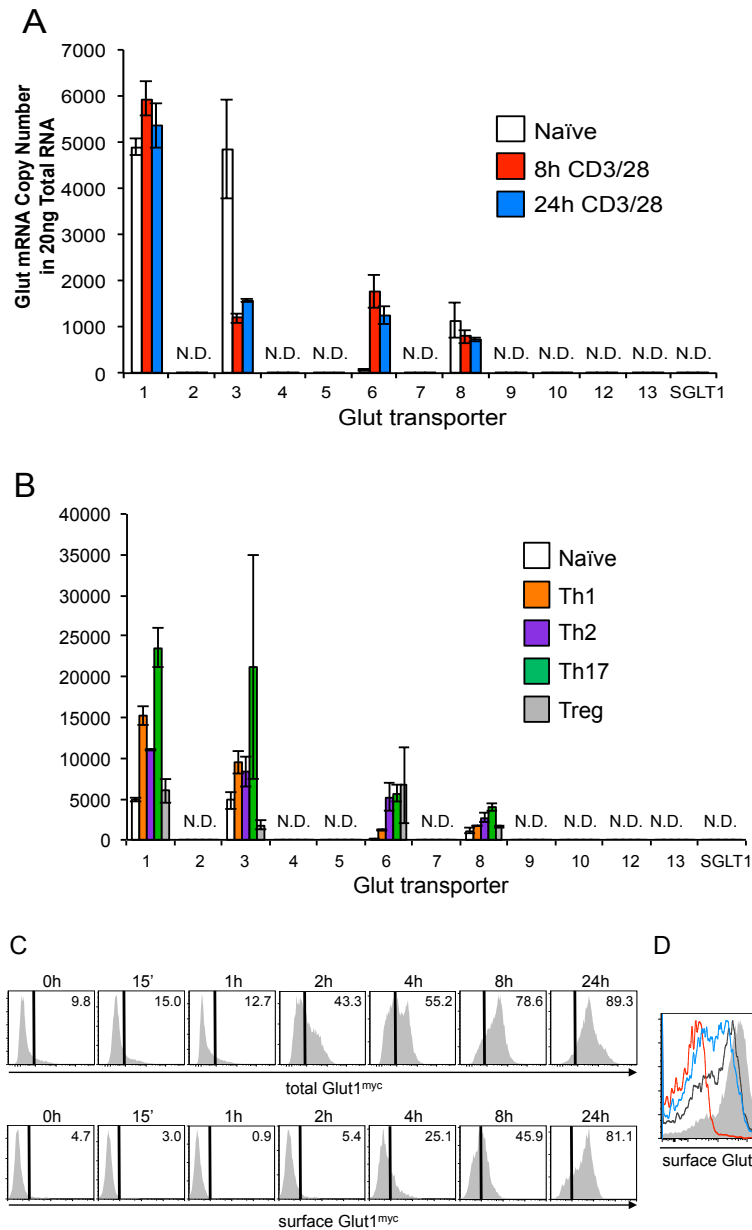 A
Glut mRNA Copy Number
in 20ng Total RNA
7000
6000
5000
4000
3000
2000
1000
0
Naïve
8h CD3/28
24h CD3/28
N.D. N.D. N.D. N.D. N.D. N.D. N.D. N.D. N.D.
1 2 3 4 5 6 7 8 9 10 12 13 SGLT1
Glut transporter
B
40000
35000
30000
25000
20000
15000
10000
5000
0
Naïve
Th1
Th2
Th17
Treg
N.D. N.D. N.D. N.D. N.D. N.D. N.D. N.D. N.D.
1 2 3 4 5 6 7 8 9 10 12 13 SGLT1
Glut transporter
C
0h 15’ 1h 2h 4h 8h 24h
9.8 15.0 12.7 43.3 55.2 78.6 89.3
total Glut1myc
0h 15’ 1h 2h 4h 8h 24h
4.7 3.0 0.9 5.4 25.1 45.9 81.1
surface Glut1myc
D
surface Glut